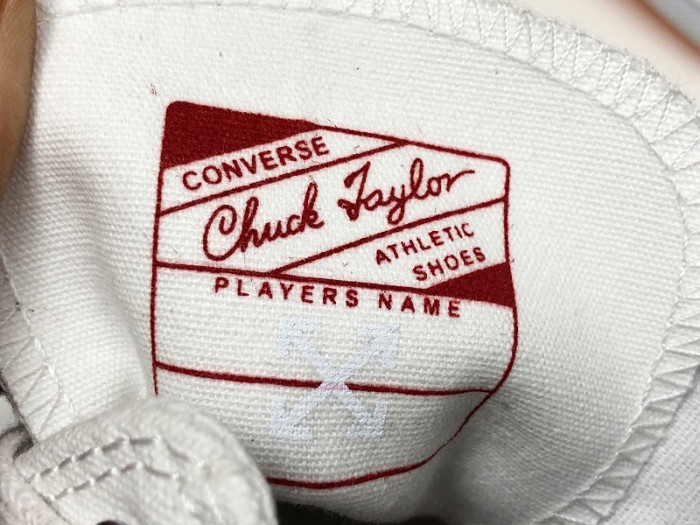 CONVERSE
Chuck Taylor
ATHLETIC
SHOES
PLAYERS NAME